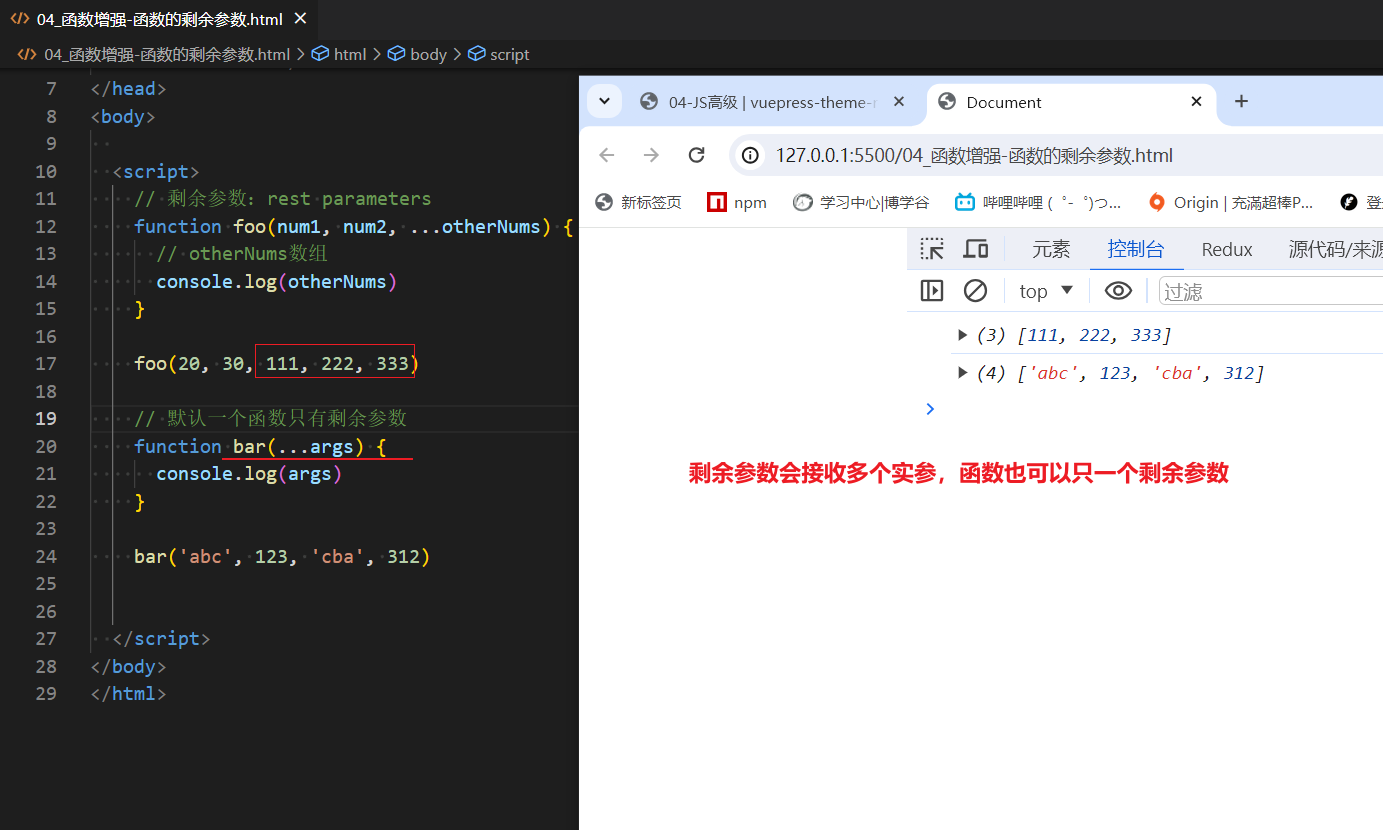 04_函数增强-函数的剩余参数.html
04_函数增强-函数的剩余参数.html > html > body > script
7 </head>
8 <body>
9
10 <script>
11 // 剩余参数: rest parameters
12 function foo(num1, num2, ...otherNums) {
13 // otherNums数组
14 console.log(otherNums)
15 }
16
17 foo(20, 30, 111, 222, 333)
18
19 // 默认一个函数只有剩余参数
20 function bar(...args) {
21 console.log(args)
22 }
23
24 bar('abc', 123, 'cba', 312)
25
26
27 </script>
28 </body>
29 </html>
04-JS高级 | vuepress-theme-
Document
127.0.0.1:5500/04_函数增强-函数的剩余参数.html
新标签页 npm 学习中心|博学谷 哔哩哔哩 (゜-゜)つ... Origin | 充满超棒P... 登
元素 控制台 Redux 源代码/来源
top 过滤
(3) [111, 222, 333]
(4) ['abc', 123, 'cba', 312]
剩余参数会接收多个实参，函数也可以只一个剩余参数